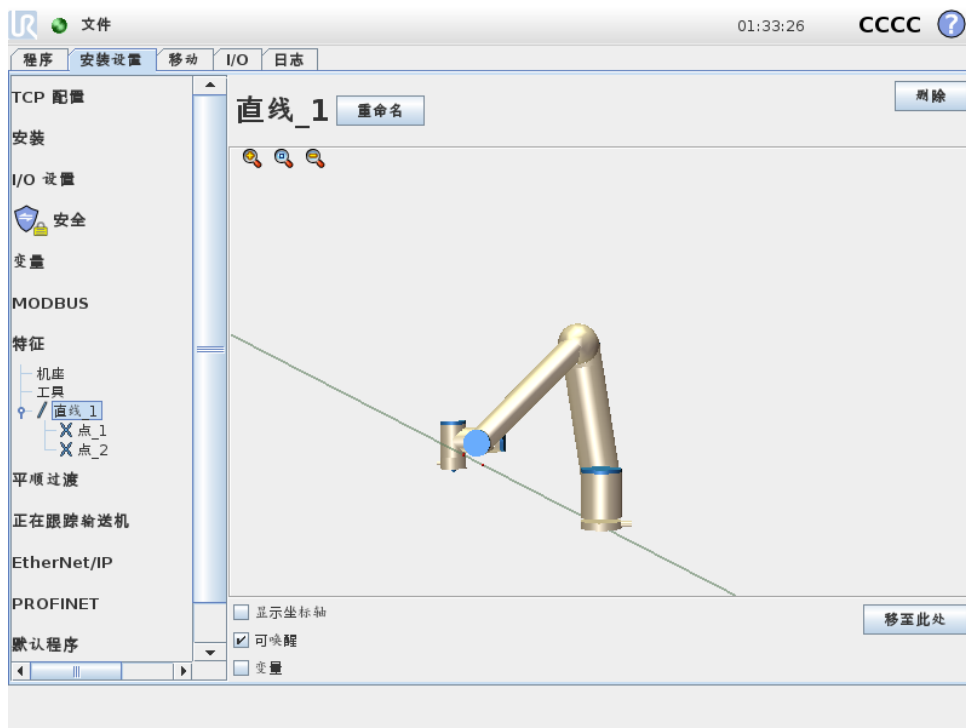 UR 文件 01:33:26 CCCC ?
程序 安装设置 移动 I/O 日志
TCP 配置
安装
I/O 设置
安全
变量
MODBUS
特征
机座
工具
直线_1
点_1
点_2
平顺过渡
正在跟踪输送机
EtherNet/IP
PROFINET
默认程序
直线_1 重命名 删除
显示坐标轴
可唤醒
变量
移至此处